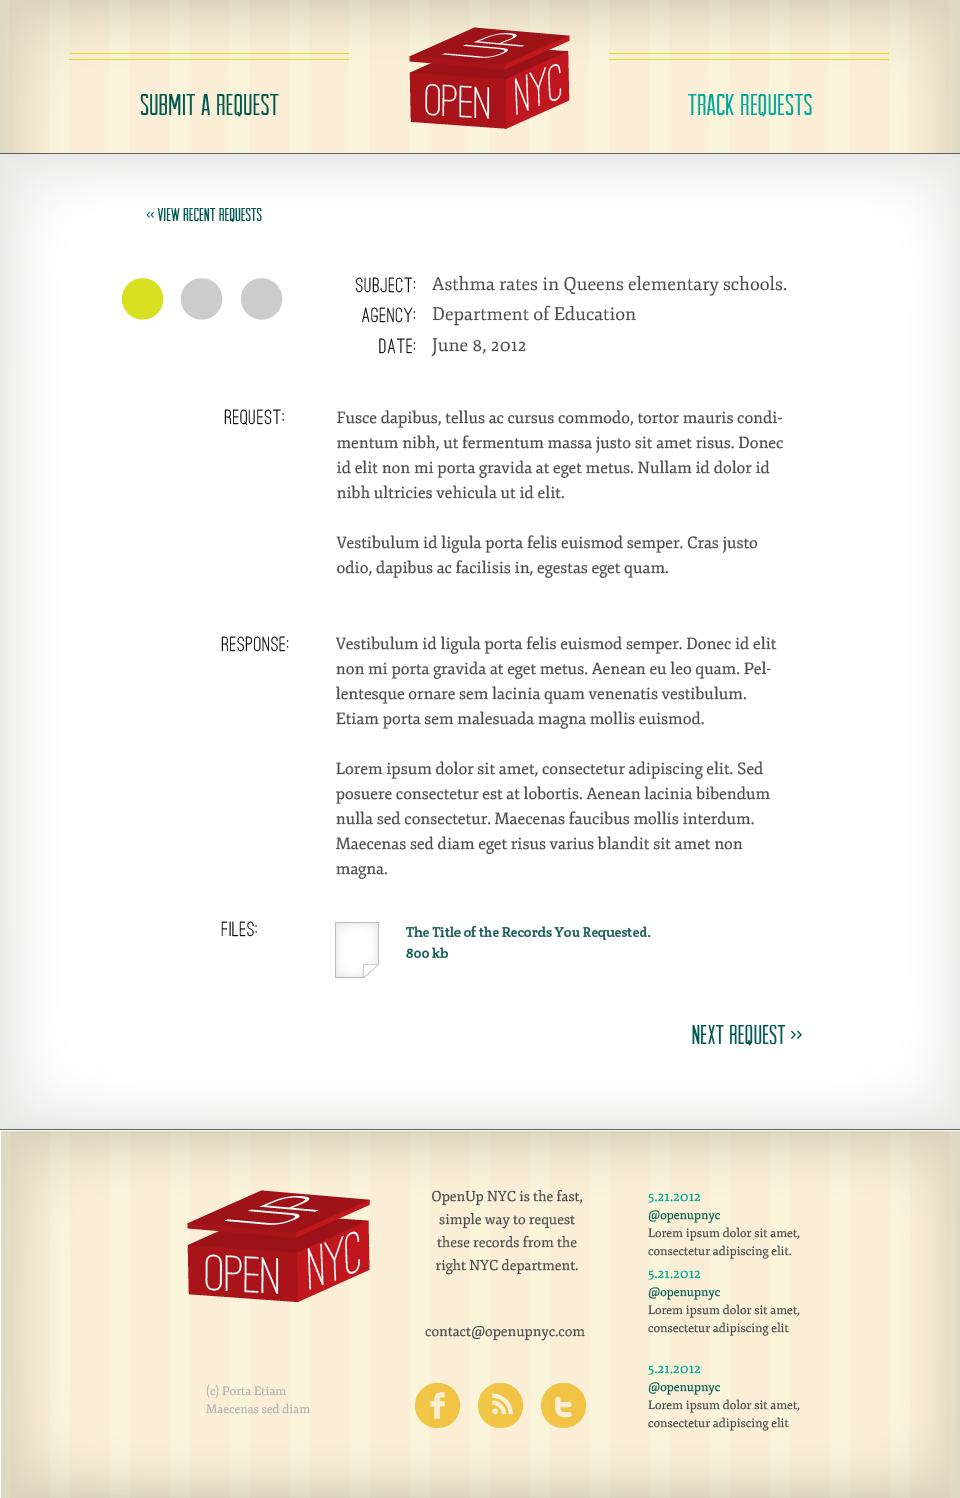 SUBMIT A REQUEST
UP
OPEN NYC
TRACK REQUESTS
<< VIEW RECENT REQUESTS
SUBJECT: Asthma rates in Queens elementary schools.
AGENCY: Department of Education
DATE: June 8, 2012
REQUEST:
Fusce dapibus, tellus ac cursus commodo, tortor mauris condi-
mentum nibh, ut fermentum massa justo sit amet risus. Donec
id elit non mi porta gravida at eget metus. Nullam id dolor id
nibh ultricies vehicula ut id elit.
Vestibulum id ligula porta felis euismod semper. Cras justo
odio, dapibus ac facilisis in, egestas eget quam.
RESPONSE:
Vestibulum id ligula porta felis euismod semper. Donec id elit
non mi porta gravida at eget metus. Aenean eu leo quam. Pel-
lentesque ornare sem lacinia quam venenatis vestibulum.
Etiam porta sem malesuada magna mollis euismod.
Lorem ipsum dolor sit amet, consectetur adipiscing elit. Sed
posuere consectetur est at lobortis. Aenean lacinia bibendum
nulla sed consectetur. Maecenas faucibus mollis interdum.
Maecenas sed diam eget risus varius blandit sit amet non
magna.
FILES:
The Title of the Records You Requested.
800 kb
NEXT REQUEST >>
UP
OPEN NYC
(c) Porta Etiam
Maecenas sed diam
OpenUp NYC is the fast,
simple way to request
these records from the
right NYC department.
contact@openupnyc.com
5.21.2012
@openupnyc
Lorem ipsum dolor sit amet,
consectetur adipiscing elit.
5.21.2012
@openupnyc
Lorem ipsum dolor sit amet,
consectetur adipiscing elit
5.21.2012
@openupnyc
Lorem ipsum dolor sit amet,
consectetur adipiscing elit